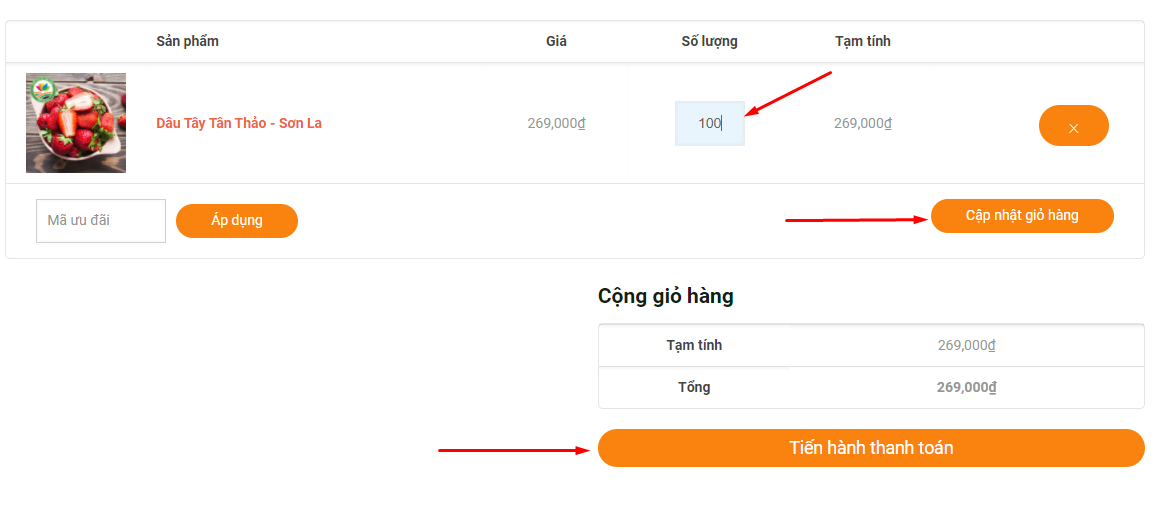 Sản phẩm Giá Số lượng Tạm tính
Dâu Tây Tân Thảo - Sơn La 269,000₫ 100 269,000₫ ×
Mã ưu đãi Áp dụng Cập nhật giỏ hàng
Cộng giỏ hàng
Tạm tính 269,000₫
Tổng 269,000₫
Tiến hành thanh toán